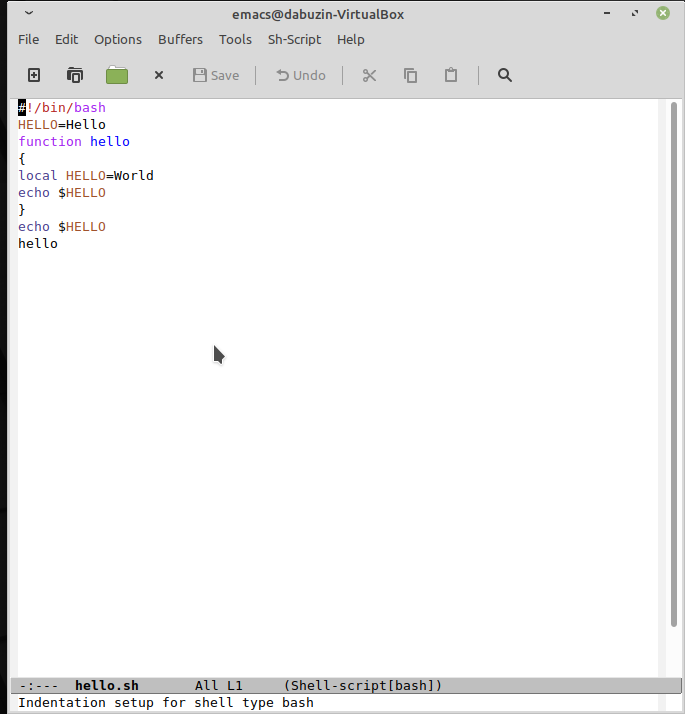 emacs@dabuzin-VirtualBox
File Edit Options Buffers Tools Sh-Script Help
Save Undo
#!/bin/bash
HELLO=Hello
function hello
{
local HELLO=World
echo $HELLO
}
echo $HELLO
hello
-:--- hello.sh All L1 (Shell-script[bash])
Indentation setup for shell type bash